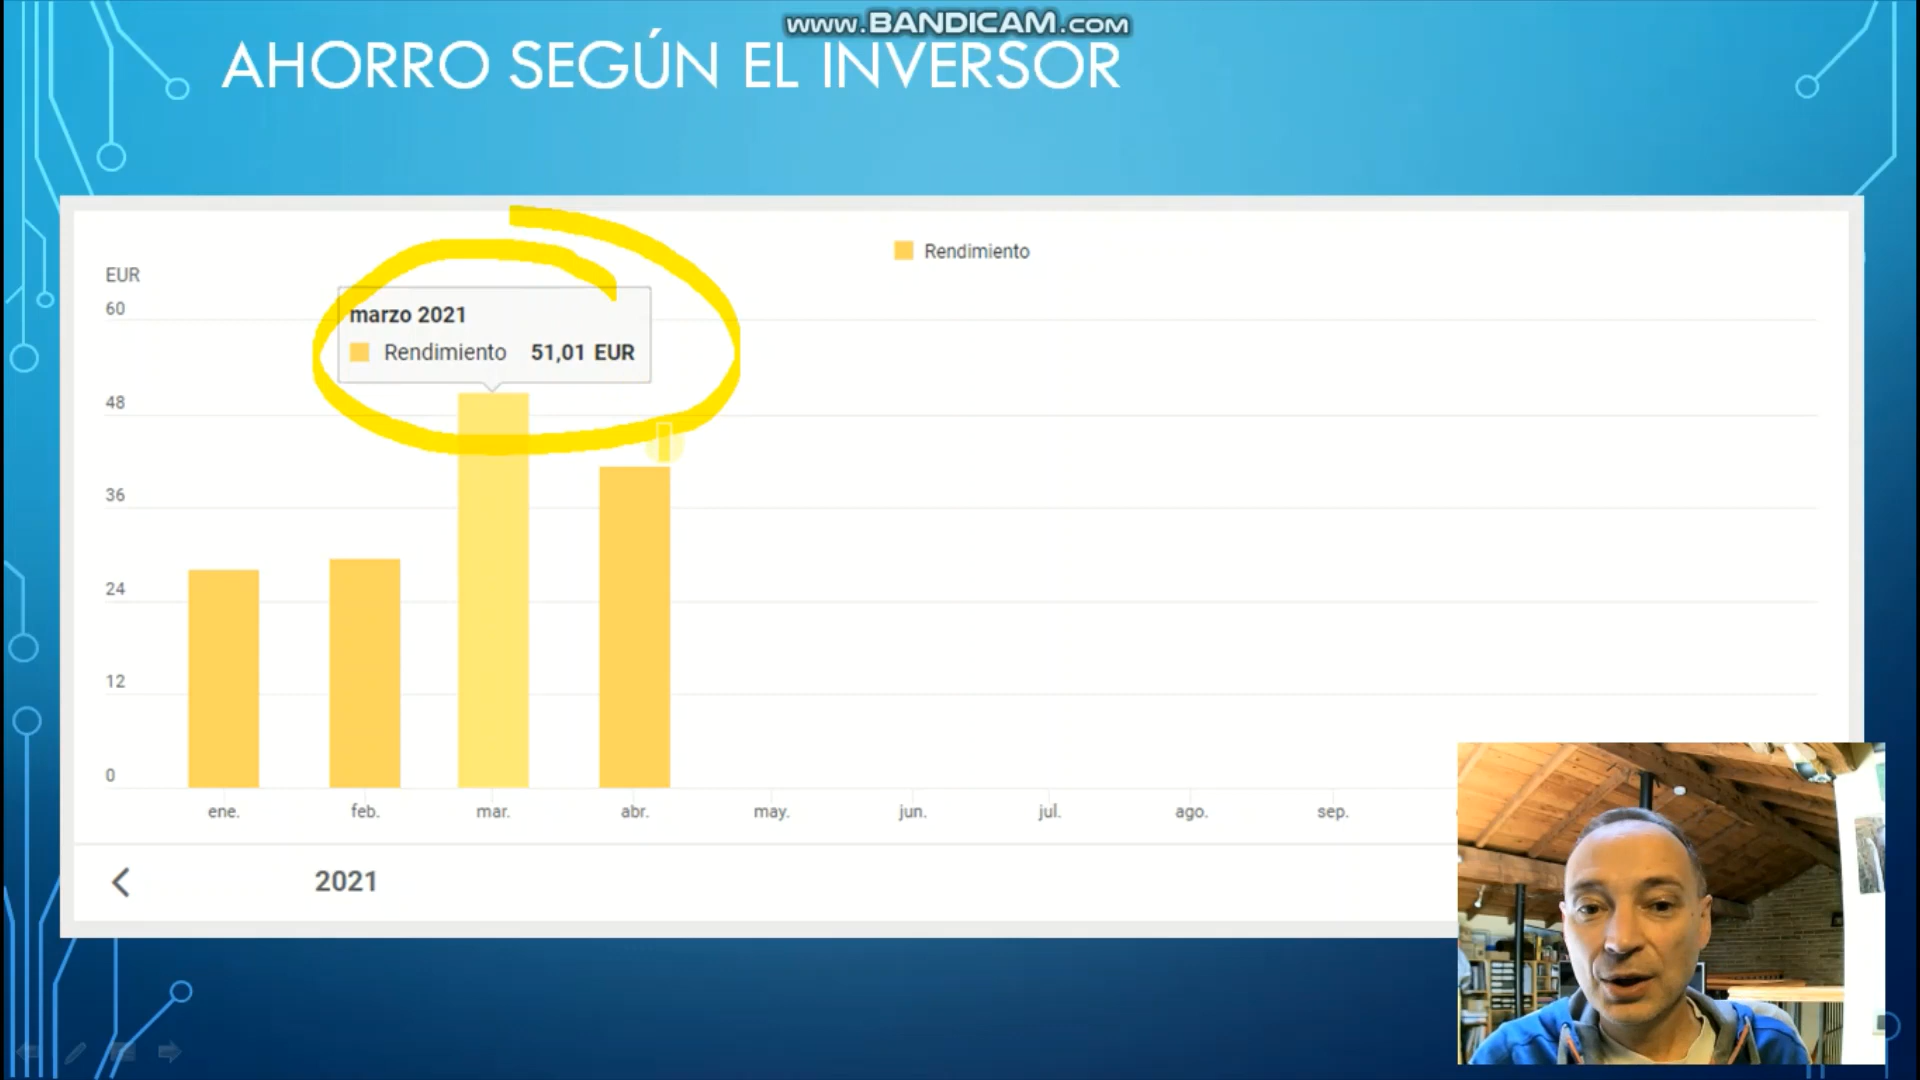 www.BANDICAM.com
AHORRO SEGÚN EL INVERSOR
Rendimiento
EUR
60
marzo 2021
Rendimiento 51,01 EUR
48
36
24
12
0
ene. feb. mar. abr. may. jun. jul. ago. sep.
2021